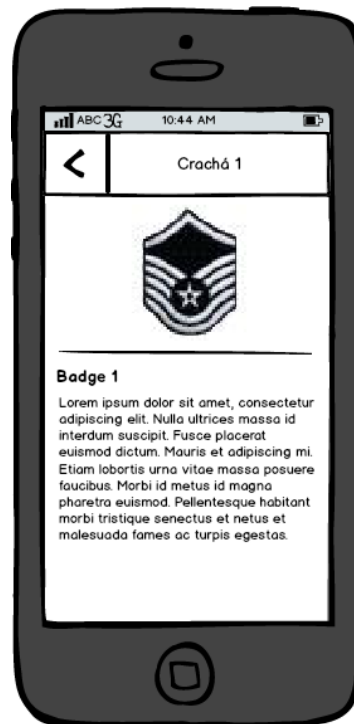 ABC 3G 10:44 AM
Crachá 1
Badge 1
Lorem ipsum dolor sit amet, consectetur
adipiscing elit. Nulla ultrices massa id
interdum suscipit. Fusce placerat
euismod dictum. Mauris et adipiscing mi.
Etiam lobortis urna vitae massa posuere
faucibus. Morbi id metus id magna
pharetra euismod. Pellentesque habitant
morbi tristique senectus et netus et
malesuada fames ac turpis egestas.